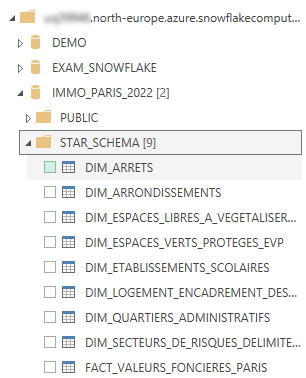 .north-europe.azure.snowflakecomput...
DEMO
EXAM_SNOWFLAKE
IMMO_PARIS_2022 [2]
PUBLIC
STAR_SCHEMA [9]
DIM_ARRETS
DIM_ARRONDISSEMENTS
DIM_ESPACES_LIBRES_A_VEGETALISER...
DIM_ESPACES_VERTS_PROTEGES_EVP
DIM_ETABLISSEMENTS_SCOLAIRES
DIM_LOGEMENT_ENCADREMENT_DES...
DIM_QUARTIERS_ADMINISTRATIFS
DIM_SECTEURS_DE_RISQUES_DELIMITE...
FACT_VALEURS_FONCIERES_PARIS